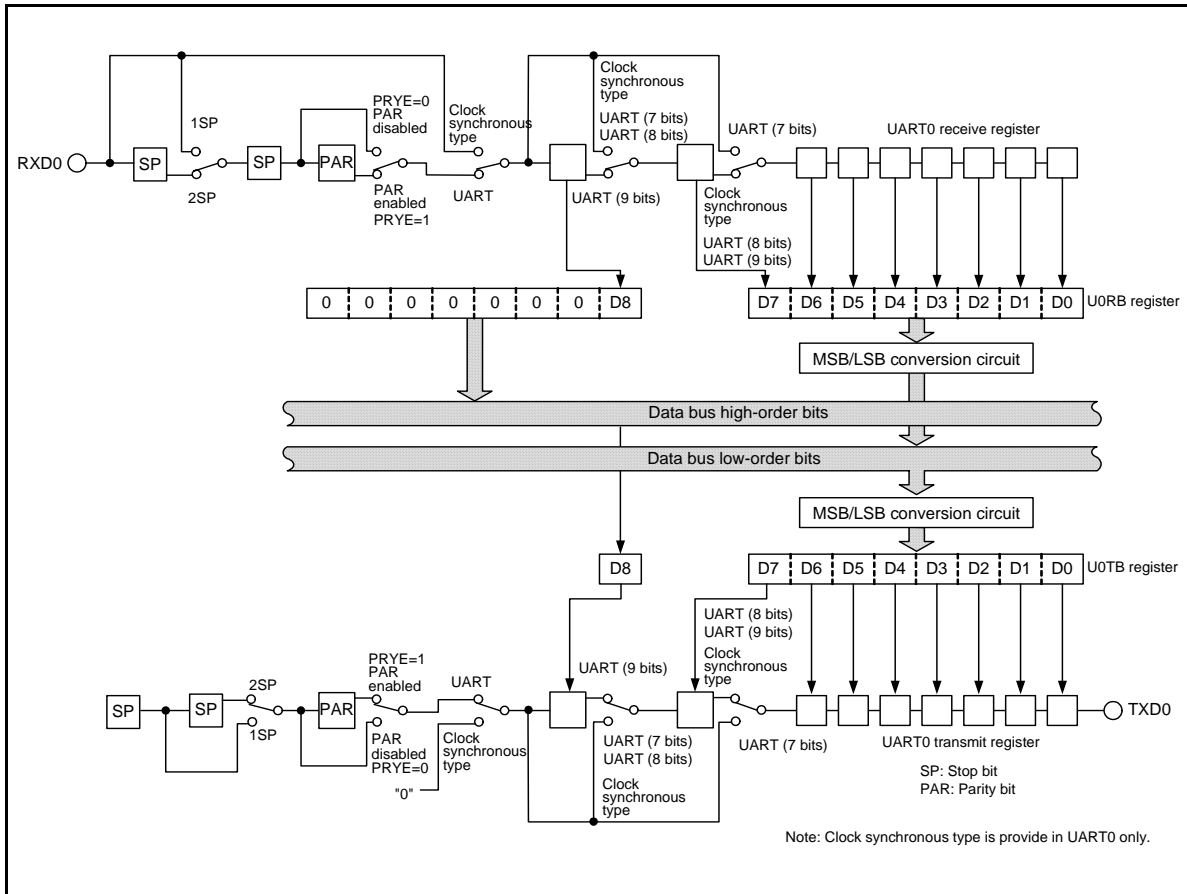 Clock
synchronous
type
1SP
PRYE=0
PAR
disabled
Clock
synchronous
type
UART (7 bits)
UART (8 bits)
UART (7 bits)
UART0 receive register
RXD0
SP
SP
PAR
2SP
PAR
enabled
PRYE=1
UART
UART (9 bits)
Clock
synchronous
type
UART (8 bits)
UART (9 bits)
0 0 0 0 0 0 0 D8
D7 D6 D5 D4 D3 D2 D1 D0
U0RB register
MSB/LSB conversion circuit
Data bus high-order bits
Data bus low-order bits
MSB/LSB conversion circuit
D8
D7 D6 D5 D4 D3 D2 D1 D0
U0TB register
UART (8 bits)
UART (9 bits)
Clock
synchronous
type
PRYE=1
PAR
enabled
UART
UART (9 bits)
2SP
SP
SP
1SP
PAR
TXD0
PAR
disabled
PRYE=0
Clock
synchronous
type
"0"
UART (7 bits)
UART (8 bits)
Clock
synchronous
type
UART (7 bits)
UART0 transmit register
SP: Stop bit
PAR: Parity bit
Note: Clock synchronous type is provide in UART0 only.